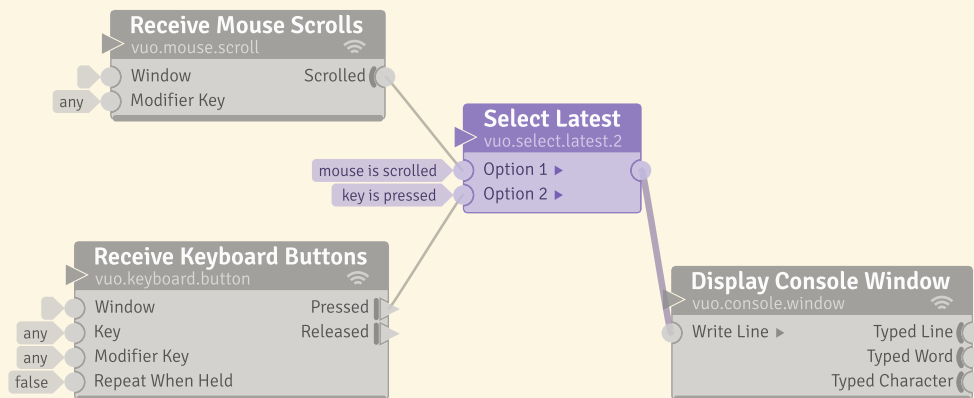 Receive Mouse Scrolls
vuo.mouse.scroll
Window Scrolled
any Modifier Key
Select Latest
vuo.select.latest.2
mouse is scrolled Option 1
key is pressed Option 2
Receive Keyboard Buttons
vuo.keyboard.button
Window Pressed
any Key Released
any Modifier Key
false Repeat When Held
Display Console Window
vuo.console.window
Write Line Typed Line
Typed Word
Typed Character